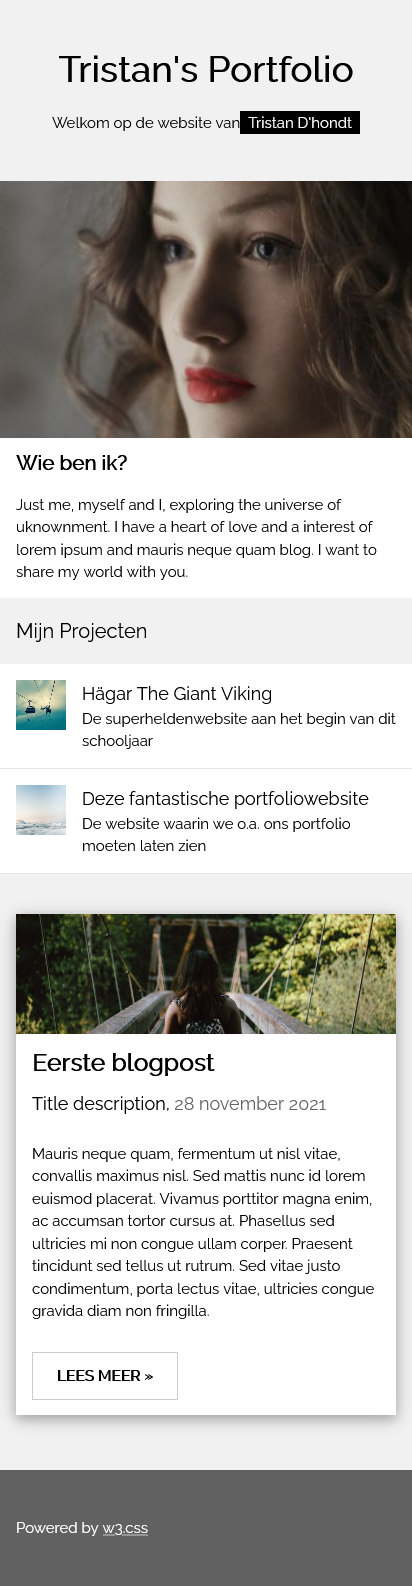 Tristan's Portfolio
Welkom op de website van Tristan D'hondt
Wie ben ik?
Just me, myself and I, exploring the universe of
uknownment. I have a heart of love and a interest of
lorem ipsum and mauris neque quam blog. I want to
share my world with you.
Mijn Projecten
Hägar The Giant Viking
De superheldenwebsite aan het begin van dit
schooljaar
Deze fantastische portfoliowebsite
De website waarin we o.a. ons portfolio
moeten laten zien
Eerste blogpost
Title description, 28 november 2021
Mauris neque quam, fermentum ut nisl vitae,
convallis maximus nisl. Sed mattis nunc id lorem
euismod placerat. Vivamus porttitor magna enim,
ac accumsan tortor cursus at. Phasellus sed
ultricies mi non congue ullam corper. Praesent
tincidunt sed tellus ut rutrum. Sed vitae justo
condimentum, porta lectus vitae, ultricies congue
gravida diam non fringilla.
LEES MEER »
Powered by w3.css